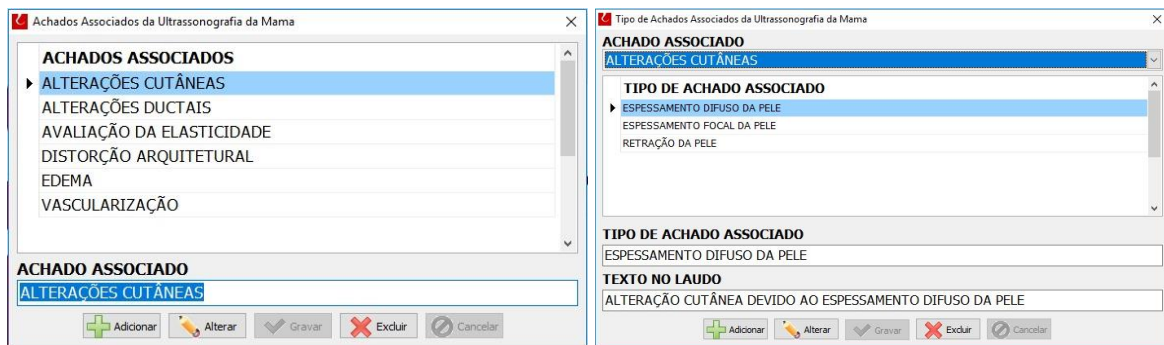 Achados Associados da Ultrassonografia da Mama
ACHADOS ASSOCIADOS
ALTERAÇÕES CUTÂNEAS
ALTERAÇÕES DUCTAIS
AVALIAÇÃO DA ELASTICIDADE
DISTORÇÃO ARQUITETURAL
EDEMA
VASCULARIZAÇÃO
ACHADO ASSOCIADO
ALTERAÇÕES CUTÂNEAS
Adicionar Alterar Gravar Excluir Cancelar
Tipo de Achados Associados da Ultrassonografia da Mama
ACHADO ASSOCIADO
ALTERAÇÕES CUTÂNEAS
TIPO DE ACHADO ASSOCIADO
ESPESSAMENTO DIFUSO DA PELE
ESPESSAMENTO FOCAL DA PELE
RETRAÇÃO DA PELE
TIPO DE ACHADO ASSOCIADO
ESPESSAMENTO DIFUSO DA PELE
TEXTO NO LAUDO
ALTERAÇÃO CUTÂNEA DEVIDO AO ESPESSAMENTO DIFUSO DA PELE
Adicionar Alterar Gravar Excluir Cancelar